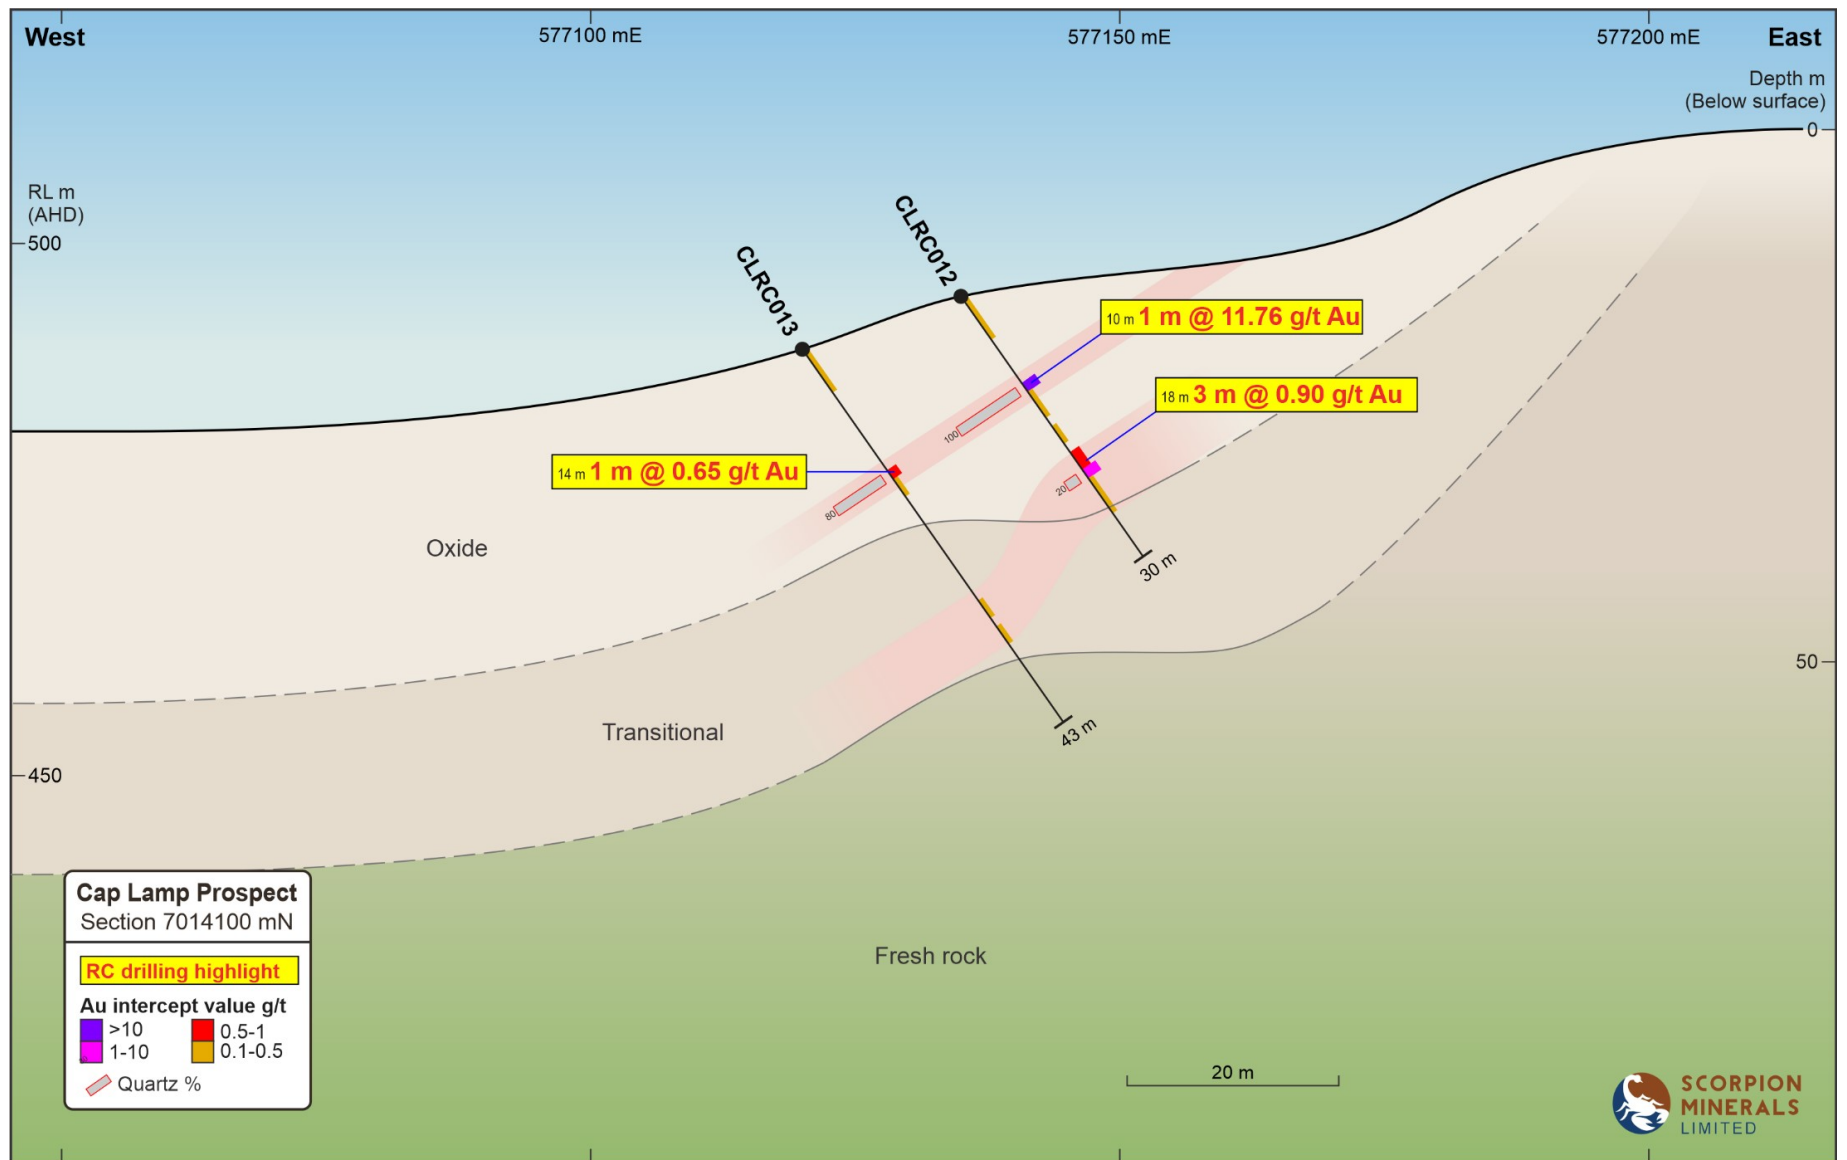 West
577100 mE
577150 mE
577200 mE
East
Depth m
(Below surface)
0
RL m
(AHD)
500
CLRC012
CLRC013
10 m 1 m @ 11.76 g/t Au
18 m 3 m @ 0.90 g/t Au
100
14 m 1 m @ 0.65 g/t Au
20
80
Oxide
30 m
50
Transitional
43 m
450
Cap Lamp Prospect
Section 7014100 mN
RC drilling highlight
Au intercept value g/t
>10
0.5-1
1-10
0.1-0.5
Quartz %
Fresh rock
20 m
SCORPION
MINERALS
LIMITED